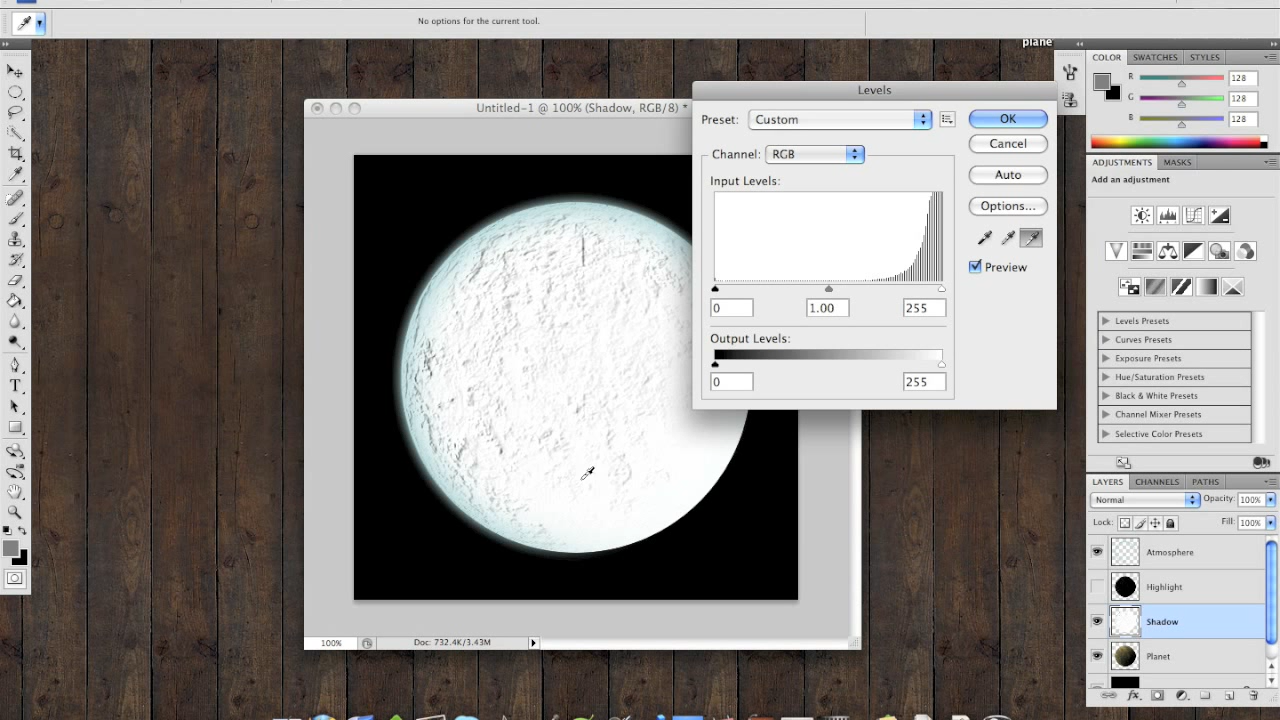 No options for the current tool.
plane
Untitled-1 @ 100% (Shadow, RGB/8) *
Levels
Preset:
Custom
OK
Cancel
Channel:
RGB
Auto
Input Levels:
Options...
Preview
0
1.00
255
Output Levels:
0
255
100%
Doc: 732.4K/3.43M
COLOR
SWATCHES
STYLES
R
128
G
128
B
128
ADJUSTMENTS
MASKS
Add an adjustment
Levels Presets
Curves Presets
Exposure Presets
Hue/Saturation Presets
Black & White Presets
Channel Mixer Presets
Selective Color Presets
LAYERS
CHANNELS
PATHS
Normal
Opacity:
100%
Lock:
Fill:
100%
Atmosphere
Highlight
Shadow
Planet